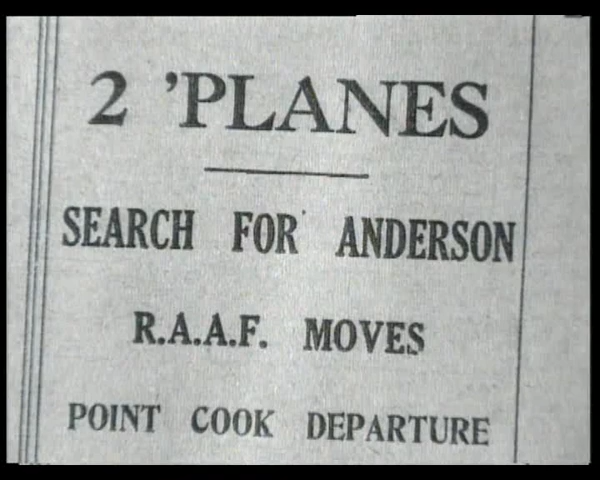 2 'PLANES
SEARCH FOR ANDERSON
R.A.A.F. MOVES
POINT COOK DEPARTURE